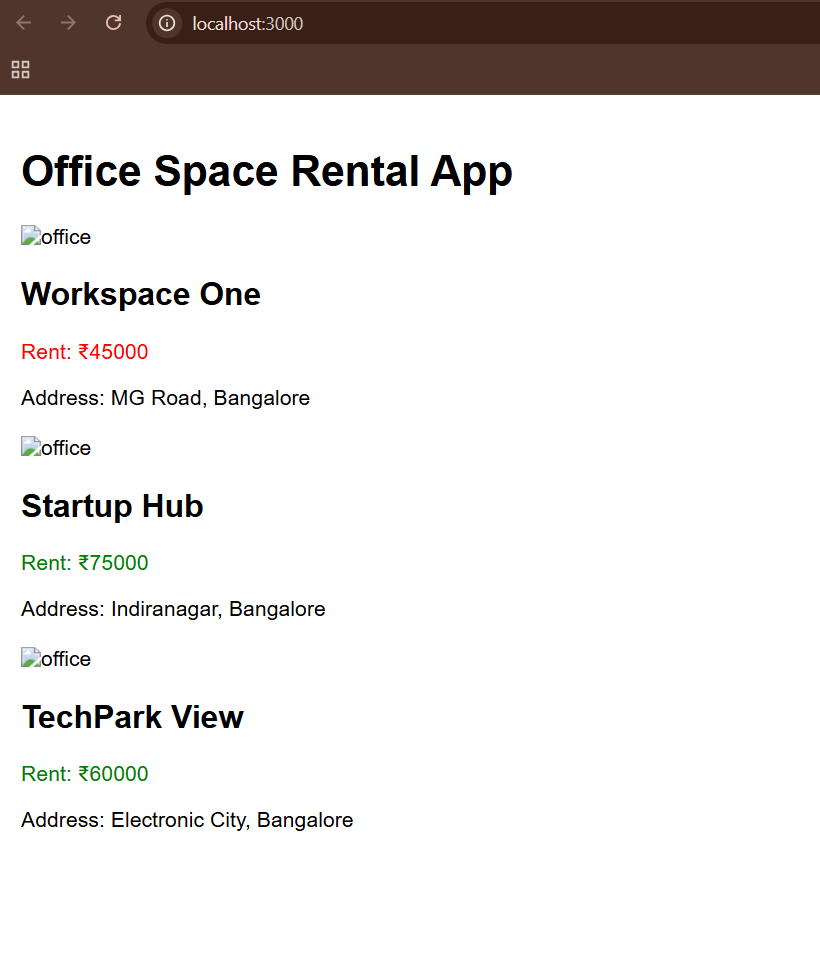 localhost:3000
Office Space Rental App
office
Workspace One
Rent: ₹45000
Address: MG Road, Bangalore
office
Startup Hub
Rent: ₹75000
Address: Indiranagar, Bangalore
office
TechPark View
Rent: ₹60000
Address: Electronic City, Bangalore